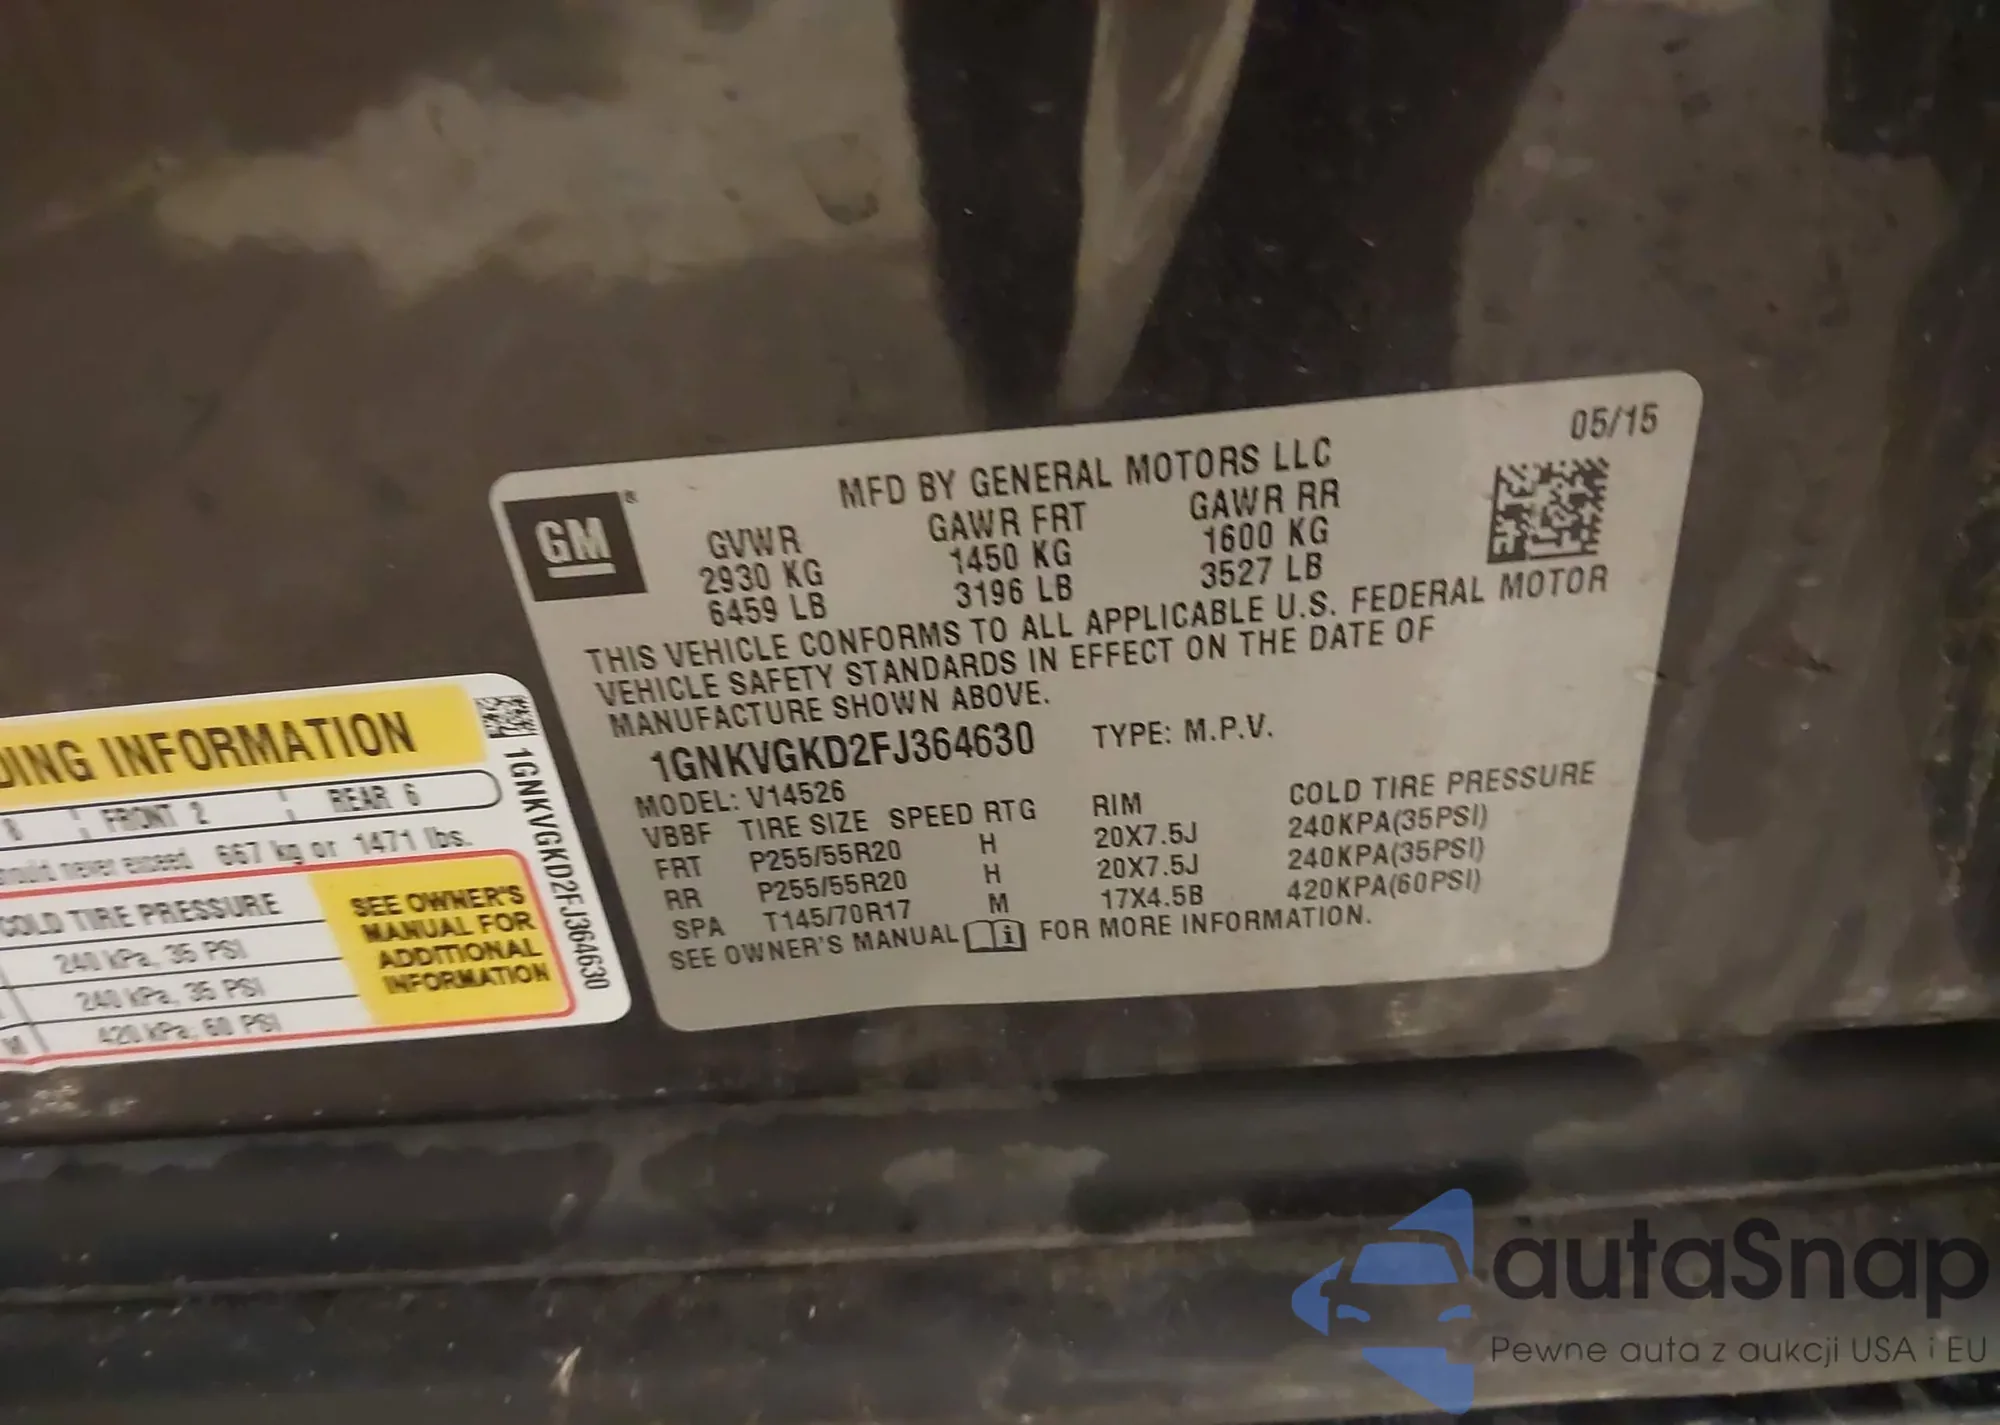 05/15
MFD BY GENERAL MOTORS LLC
GM®
GVWR GAWR FRT GAWR RR
2930 KG 1450 KG 1600 KG
6459 LB 3196 LB 3527 LB
THIS VEHICLE CONFORMS TO ALL APPLICABLE U.S. FEDERAL MOTOR
VEHICLE SAFETY STANDARDS IN EFFECT ON THE DATE OF
MANUFACTURE SHOWN ABOVE.
1GNKVGKD2FJ364630 TYPE: M.P.V.
MODEL: V14526
VBBF TIRE SIZE SPEED RTG RIM COLD TIRE PRESSURE
FRT P255/55R20 H 20X7.5J 240KPA(35PSI)
RR P255/55R20 H 20X7.5J 240KPA(35PSI)
SPA T145/70R17 M 17X4.5B 420KPA(60PSI)
SEE OWNER'S MANUAL i FOR MORE INFORMATION.
DING INFORMATION
8 FRONT 2 REAR 6
should never exceed 667 kg or 1471 lbs.
COLD TIRE PRESSURE
240 kPa, 35 PSI
240 kPa, 35 PSI
M 420 kPa, 60 PSI
SEE OWNER'S
MANUAL FOR
ADDITIONAL
INFORMATION
1GNKVGKD2FJ364630
autaSnap
Pewne auta z aukcji USA i EU